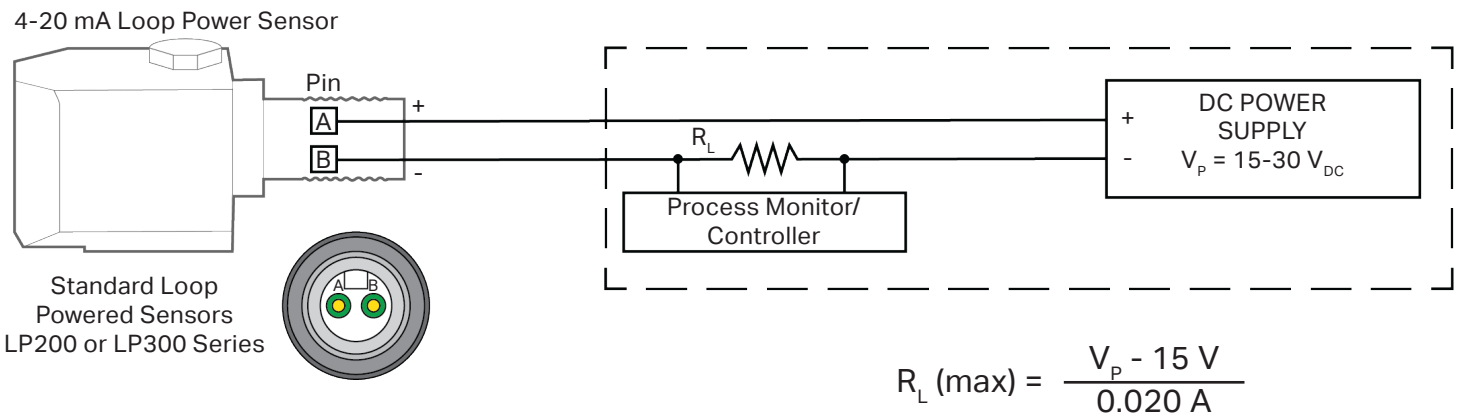 4-20 mA Loop Power Sensor
Pin
A
+
B
-
R_L
Process Monitor/
Controller
+
-
DC POWER
SUPPLY
V_P = 15-30 V_DC
Standard Loop
Powered Sensors
LP200 or LP300 Series
A B
R_L (max) = V_P - 15 V
0.020 A